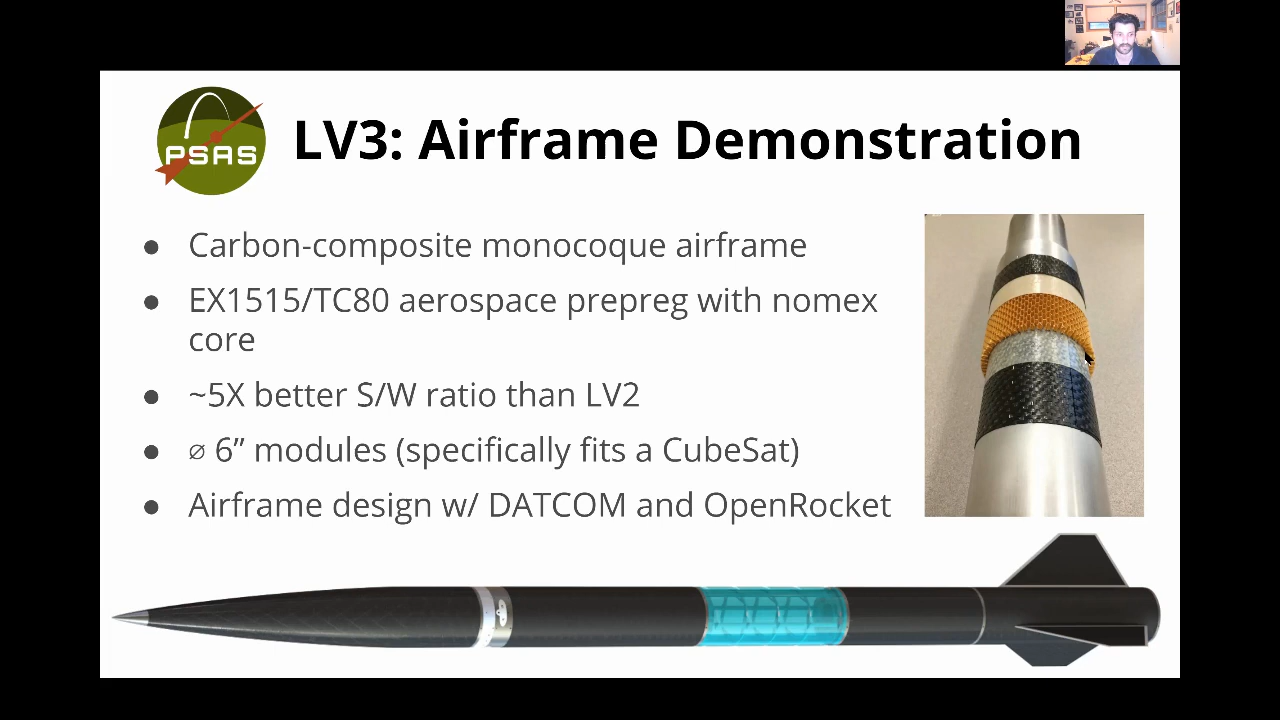 PSAS
LV3: Airframe Demonstration
● Carbon-composite monocoque airframe
● EX1515/TC80 aerospace prepreg with nomex
core
● ~5X better S/W ratio than LV2
● ⌀ 6” modules (specifically fits a CubeSat)
● Airframe design w/ DATCOM and OpenRocket